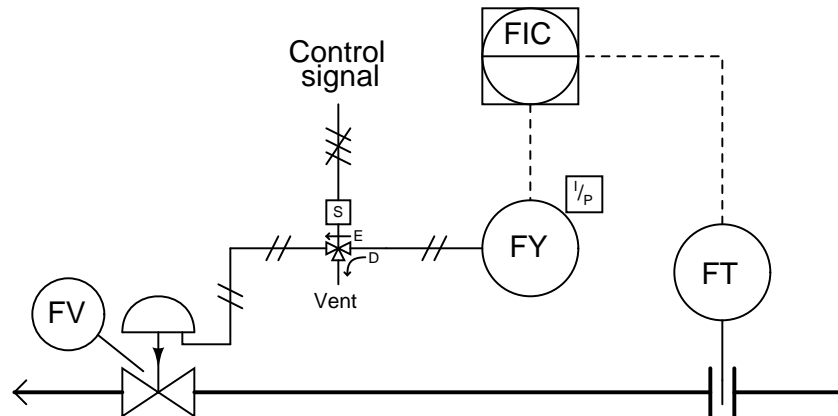 Control
signal
FIC
I/P
S
E
D
FY
FT
Vent
FV